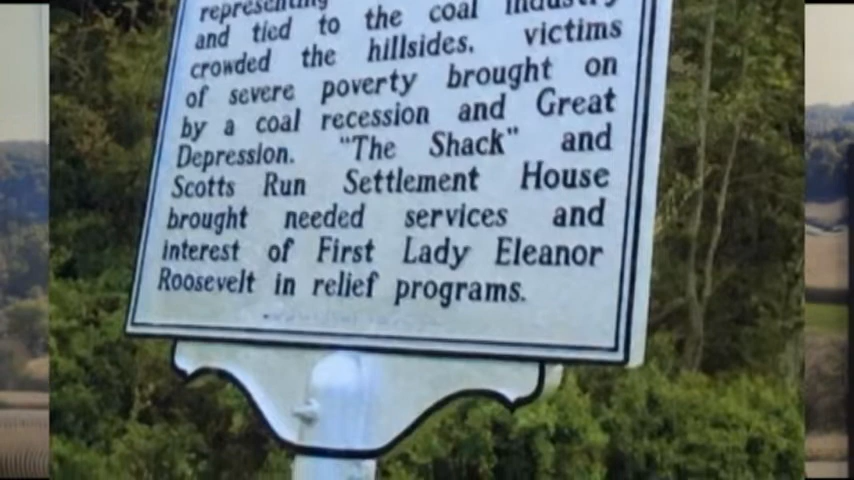 representing
and tied to the coal industry
crowded the hillsides, victims
of severe poverty brought on
by a coal recession and Great
Depression. "The Shack" and
Scotts Run Settlement House
brought needed services and
interest of First Lady Eleanor
Roosevelt in relief programs.